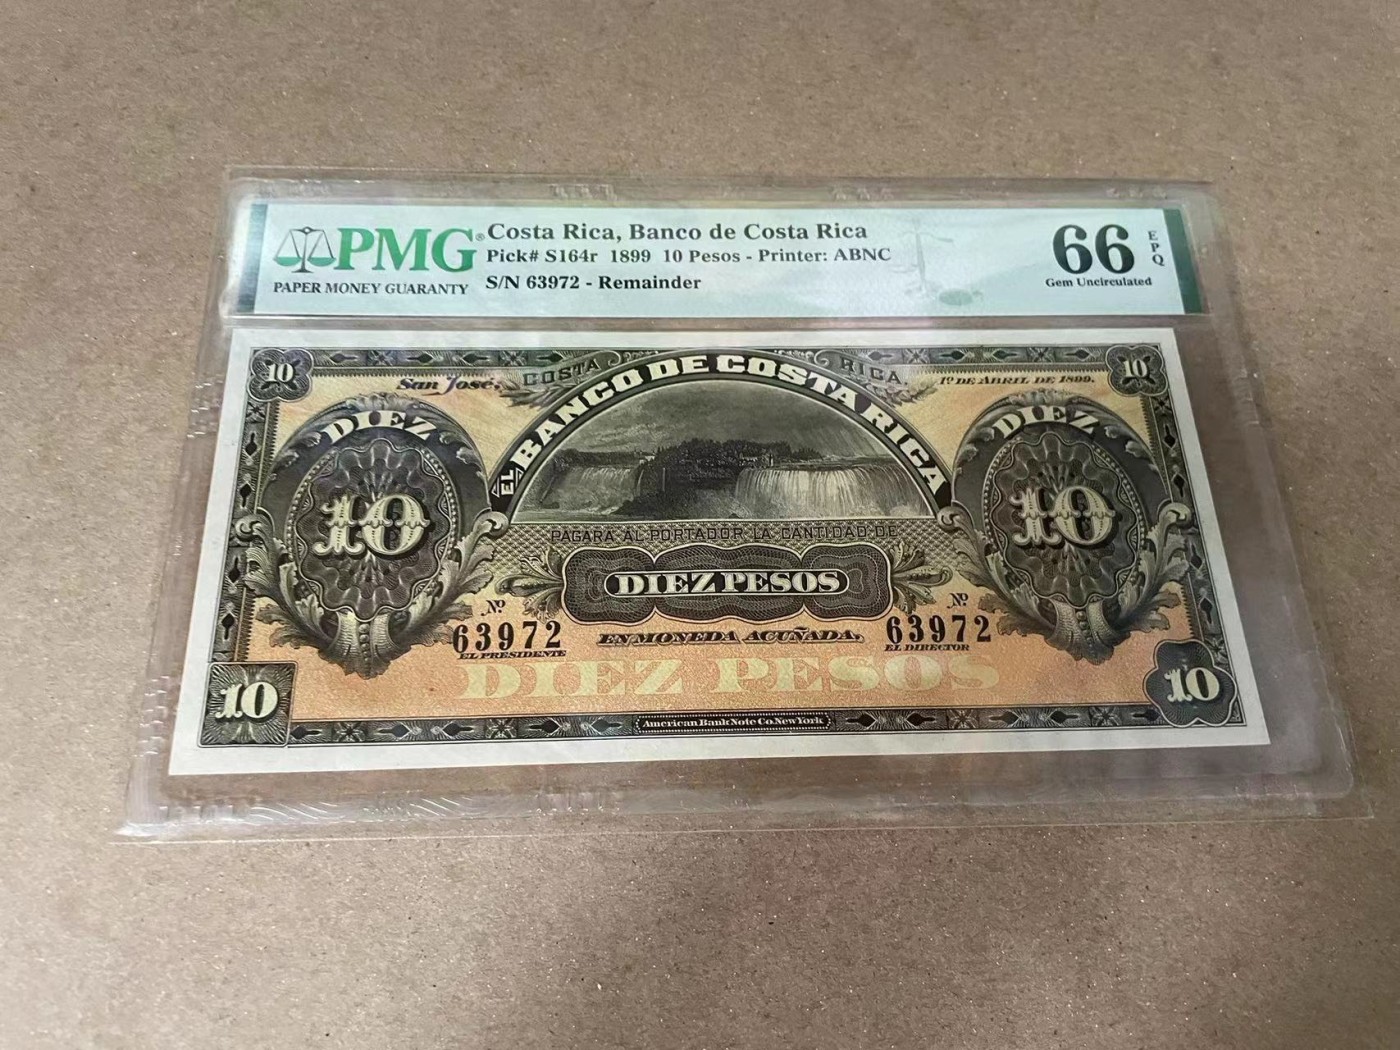 PMG® Costa Rica, Banco de Costa Rica
Pick# S164r 1899 10 Pesos - Printer: ABNC
PAPER MONEY GUARANTY
S/N 63972 - Remainder
66 EPQ
Gem Uncirculated
10 COSTA RICA. 10
San José. 1º DE ABRIL DE 1899.
EL BANCO DE COSTA RICA
DIEZ DIEZ
10 10
PAGARA AL PORTADOR LA CANTIDAD DE
DIEZ PESOS
Nº Nº
63972 EN MONEDA ACUÑADA. 63972
EL PRESIDENTE EL DIRECTOR
DIEZ PESOS
10 10
American Bank Note Co. New York